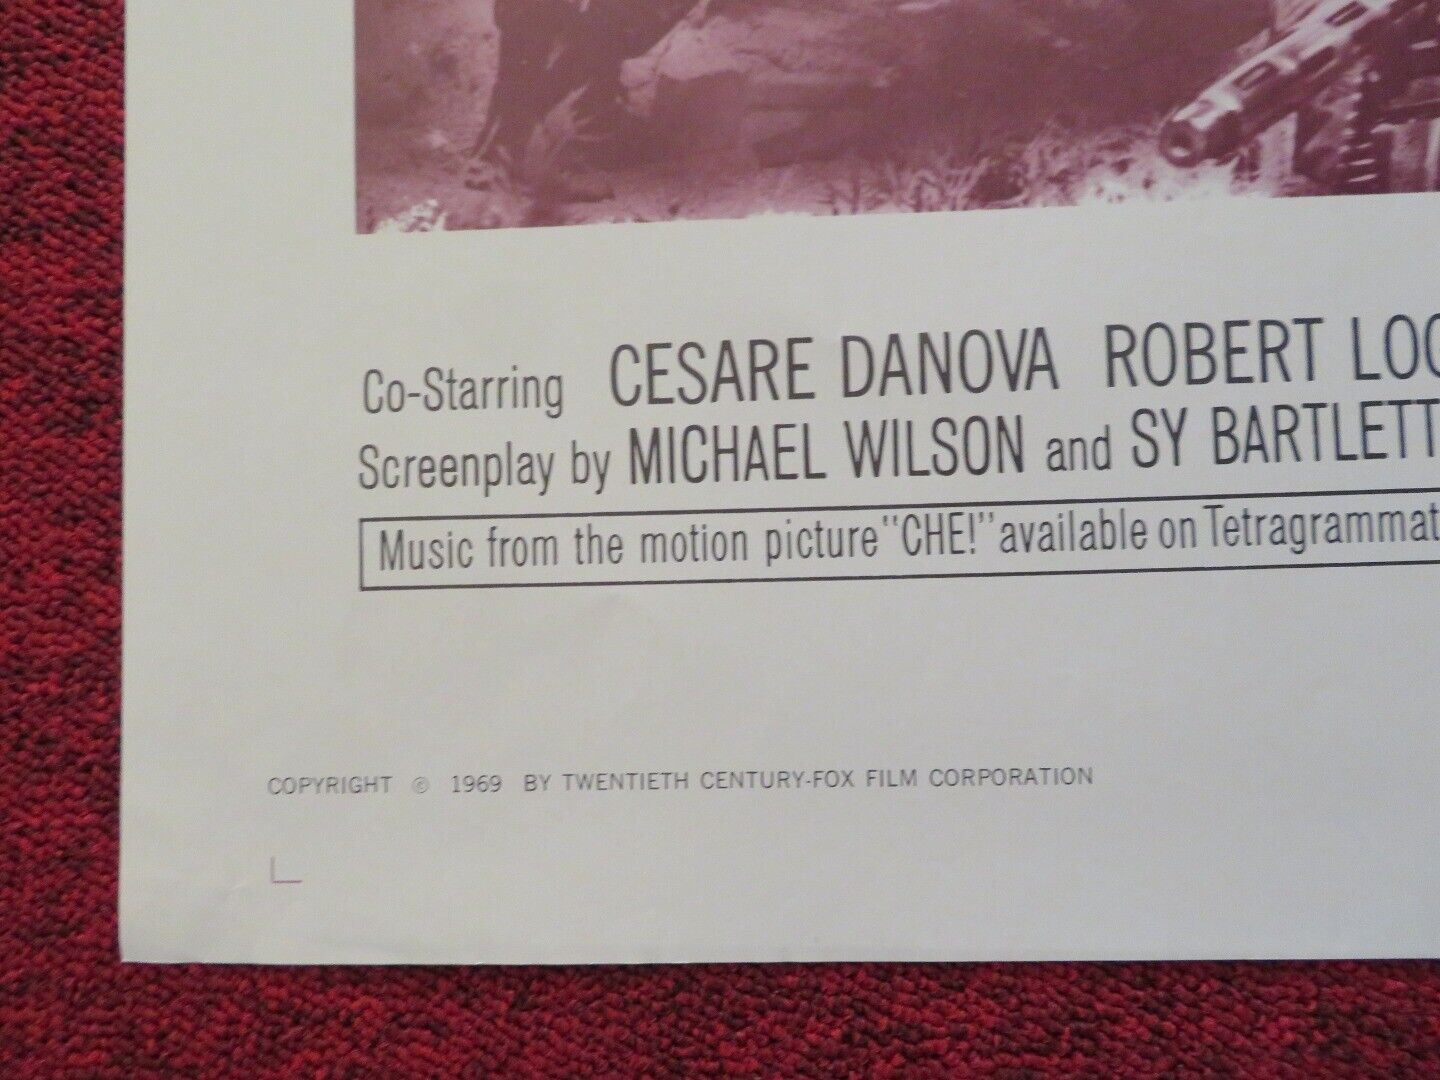 Co-Starring CESARE DANOVA ROBERT LOG
Screenplay by MICHAEL WILSON and SY BARTLETT
Music from the motion picture "CHE!" available on Tetragrammat
COPYRIGHT © 1969 BY TWENTIETH CENTURY-FOX FILM CORPORATION